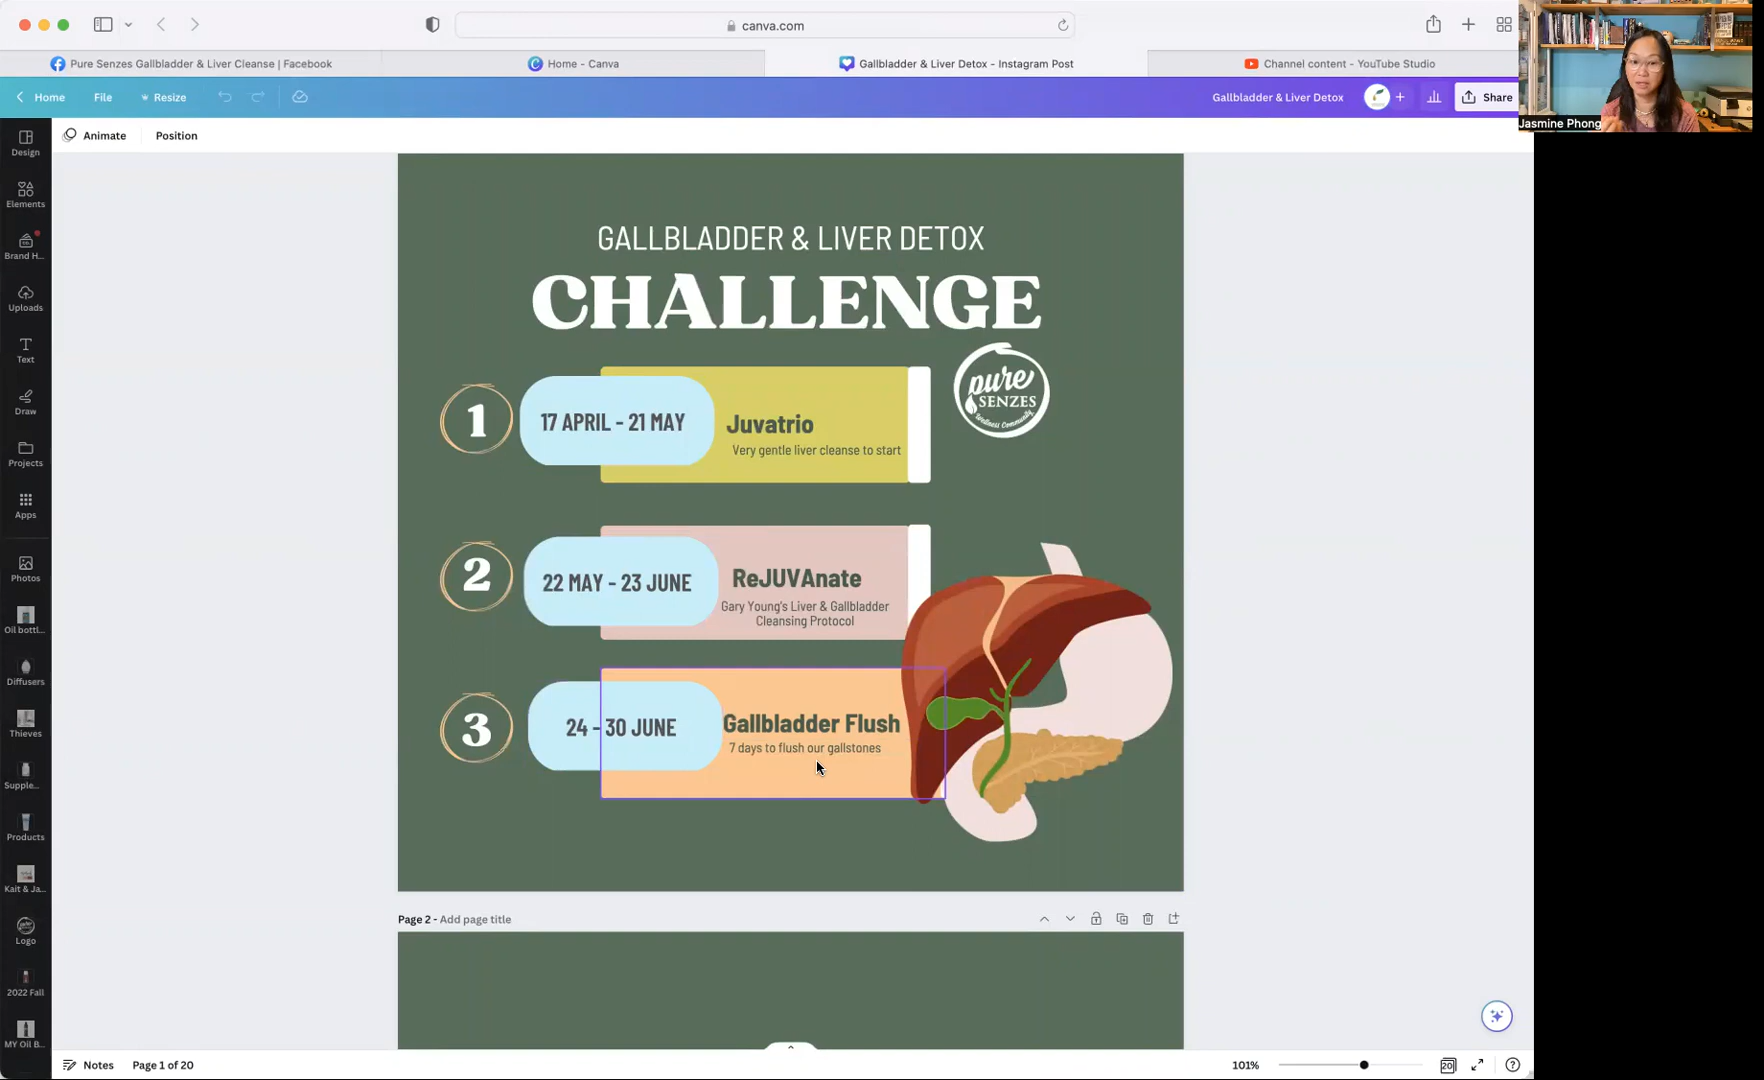 canva.com
Pure Senzes Gallbladder & Liver Cleanse | Facebook
Home - Canva
Gallbladder & Liver Detox - Instagram Post
Channel content - YouTube Studio
Home
File
Resize
Gallbladder & Liver Detox
Share
Jasmine Phong
Animate
Position
Design
Elements
Brand H...
Uploads
Text
Draw
Projects
Apps
Photos
Oil bottl...
Diffusers
Thieves
Supple...
Products
Kait & Ja...
Logo
2022 Fall
MY Oil B...
GALLBLADDER & LIVER DETOX
CHALLENGE
pure
SENZES
Wellness Community
1
17 APRIL - 21 MAY
Juvatrio
Very gentle liver cleanse to start
2
22 MAY - 23 JUNE
ReJUVAnate
Gary Young's Liver & Gallbladder
Cleansing Protocol
3
24 - 30 JUNE
Gallbladder Flush
7 days to flush our gallstones
Page 2 - Add page title
Notes
Page 1 of 20
101%
20